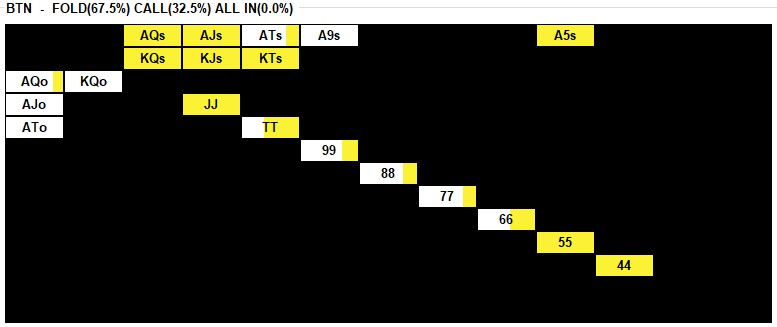 BTN - FOLD(67.5%) CALL(32.5%) ALL IN(0.0%)
AQs AJs ATs A9s A5s
KQs KJs KTs
AQo KQo
AJo JJ
ATo TT
99
88
77
66
55
44